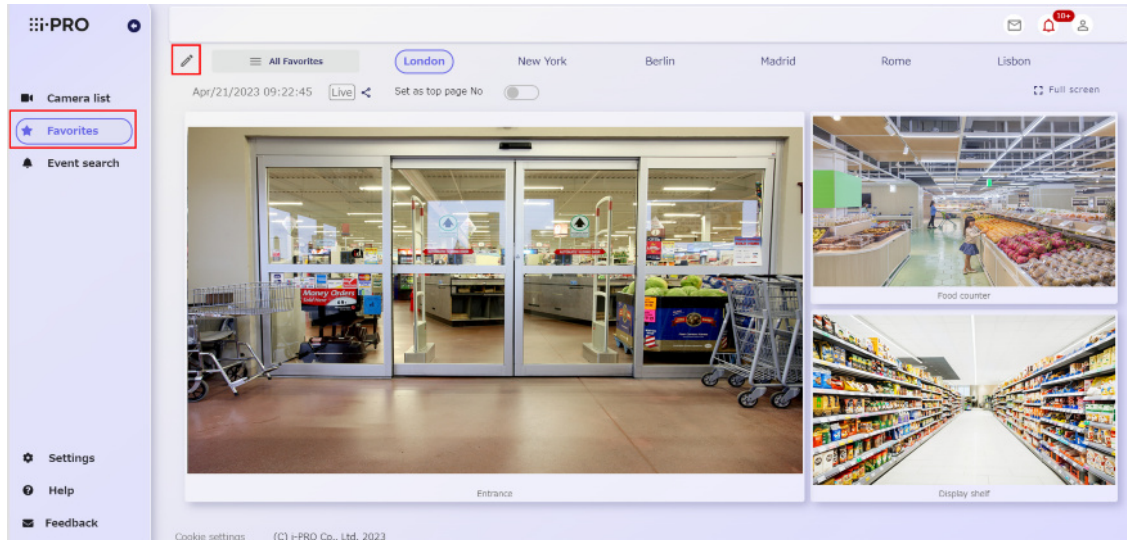 i-PRO
10+
All Favorites
London
New York
Berlin
Madrid
Rome
Lisbon
Apr/21/2023 09:22:45
Live
Set as top page No
Full screen
Camera list
Favorites
Event search
Money Orders
Entrance
Food counter
Display shelf
Settings
Help
Feedback
Cookie settings
(C) i-PRO Co., Ltd. 2023